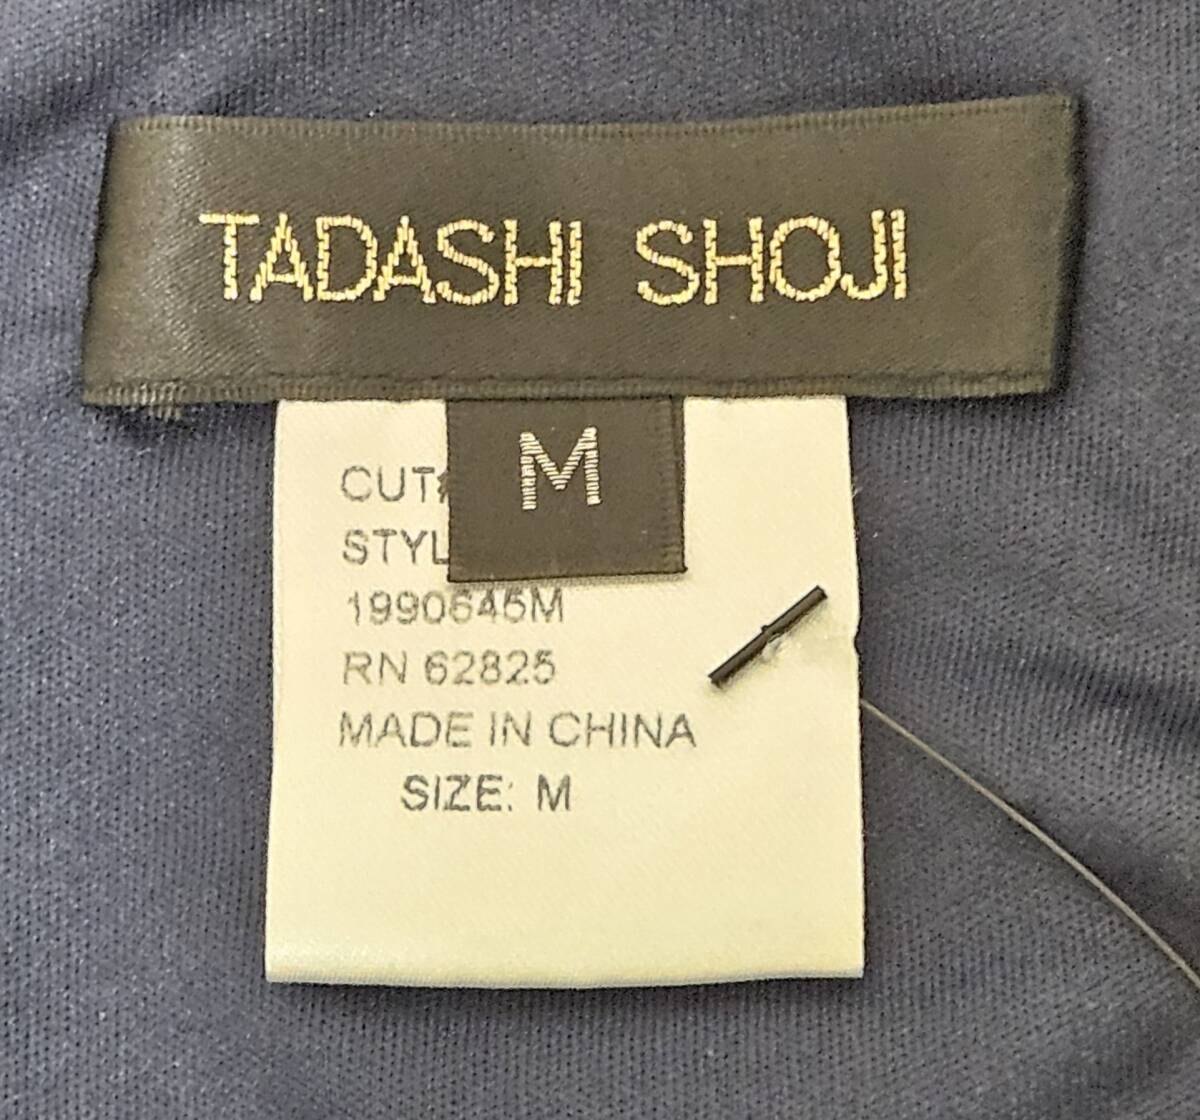 TADASHI SHOJI
M
CUT#
STYL
1990645M
RN 62825
MADE IN CHINA
SIZE: M